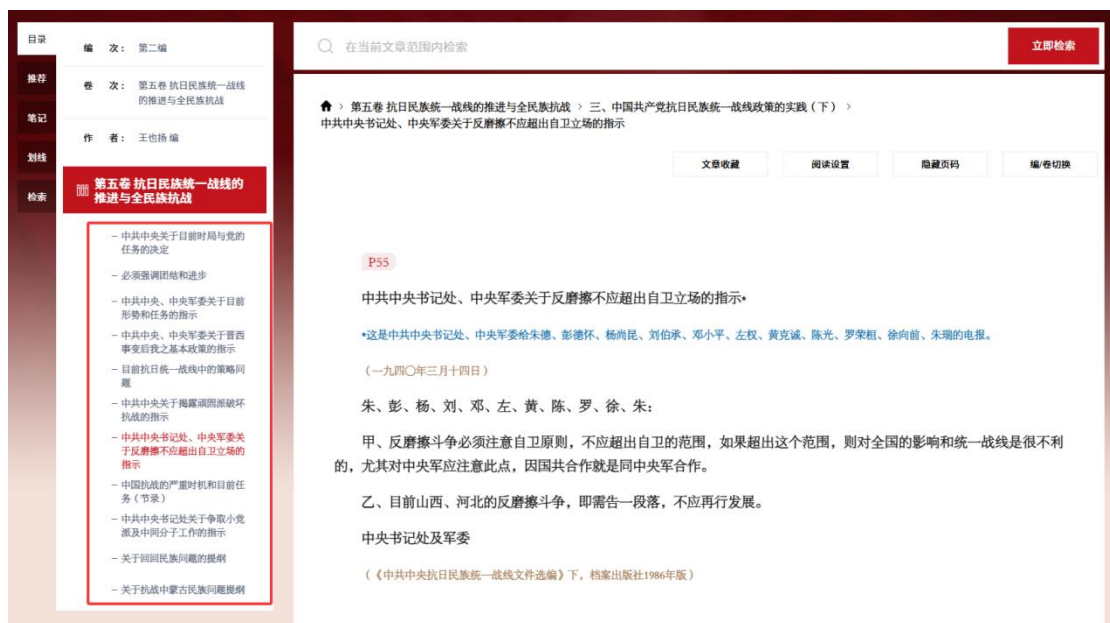 目录
推荐
笔记
划线
检索
编 次： 第二编
卷 次： 第五卷 抗日民族统一战线
的推进与全民族抗战
作 者： 王也扬 编
第五卷 抗日民族统一战线的
推进与全民族抗战
– 中共中央关于目前时局与党的
任务的决定
– 必须强调团结和进步
– 中共中央、中央军委关于目前
形势和任务的指示
– 中共中央、中央军委关于晋西
事变后我之基本政策的指示
– 目前抗日统一战线中的策略问
题
– 中共中央关于揭露顽固派破坏
抗战的指示
– 中共中央书记处、中央军委关
于反磨擦不应超出自卫立场的
指示
– 中国抗战的严重时机和目前任
务（节录）
– 中共中央书记处关于争取小党
派及中间分子工作的指示
– 关于回回民族问题的提纲
– 关于抗战中蒙古民族问题提纲
在当前文章范围内检索
立即检索
› 第五卷 抗日民族统一战线的推进与全民族抗战 › 三、中国共产党抗日民族统一战线政策的实践（下） ›
中共中央书记处、中央军委关于反磨擦不应超出自卫立场的指示
文章收藏
阅读设置
隐藏页码
编/卷切换
P55
中共中央书记处、中央军委关于反磨擦不应超出自卫立场的指示*
*这是中共中央书记处、中央军委给朱德、彭德怀、杨尚昆、刘伯承、邓小平、左权、黄克诚、陈光、罗荣桓、徐向前、朱瑞的电报。
（一九四〇年三月十四日）
朱、彭、杨、刘、邓、左、黄、陈、罗、徐、朱：
甲、反磨擦斗争必须注意自卫原则，不应超出自卫的范围，如果超出这个范围，则对全国的影响和统一战线是很不利
的，尤其对中央军应注意此点，因国共合作就是同中央军合作。
乙、目前山西、河北的反磨擦斗争，即需告一段落，不应再行发展。
中央书记处及军委
（《中共中央抗日民族统一战线文件选编》下，档案出版社1986年版）